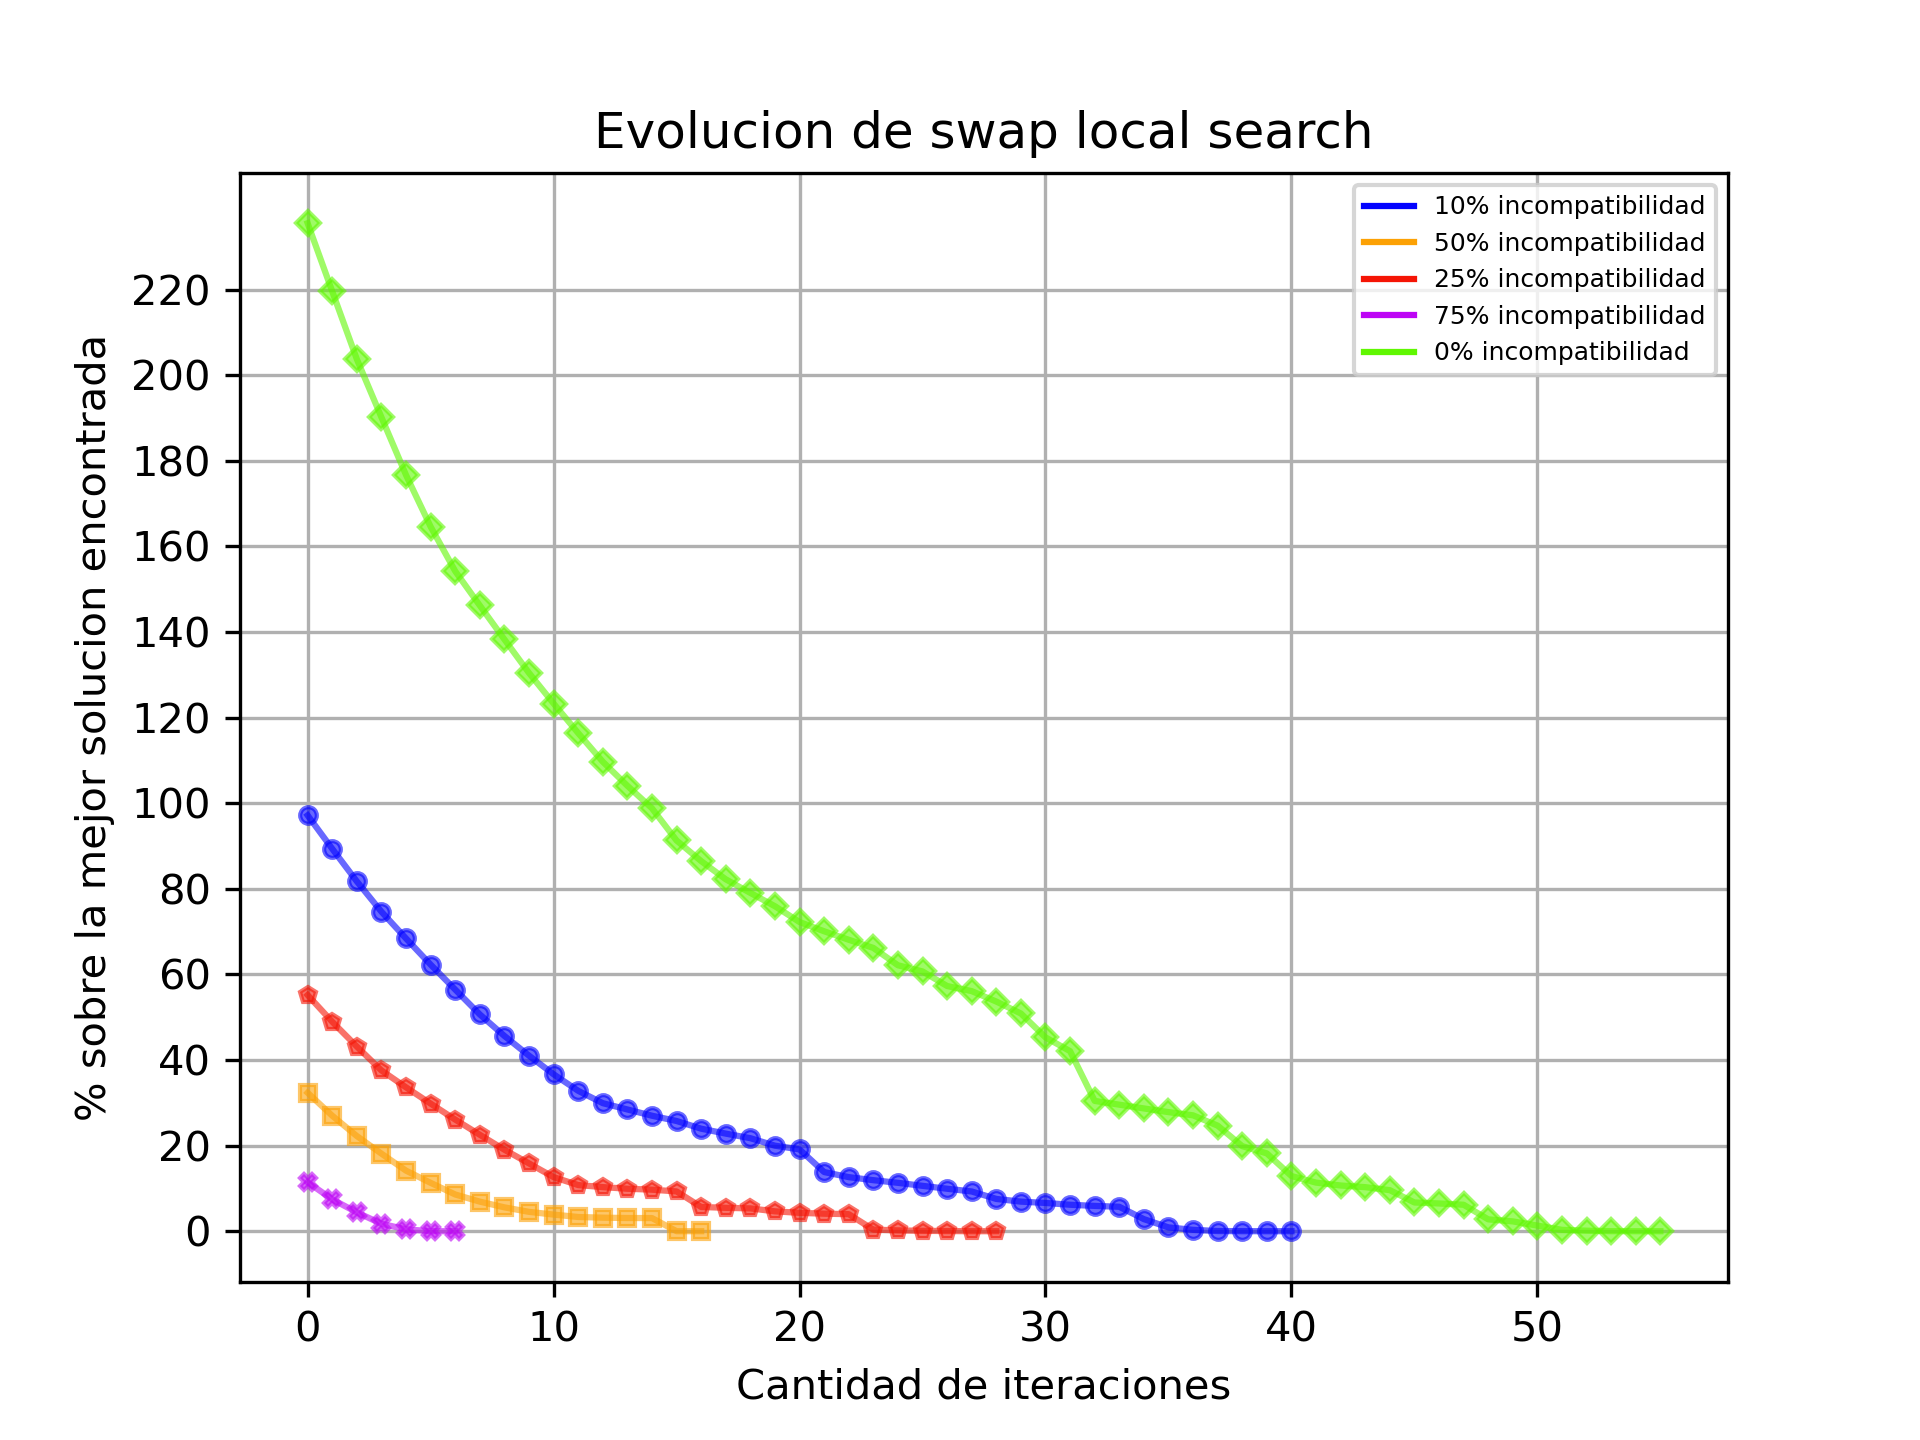 Evolucion de swap local search
10% incompatibilidad
50% incompatibilidad
25% incompatibilidad
75% incompatibilidad
0% incompatibilidad
% sobre la mejor solucion encontrada
220
200
180
160
140
120
100
80
60
40
20
0
0 10 20 30 40 50
Cantidad de iteraciones